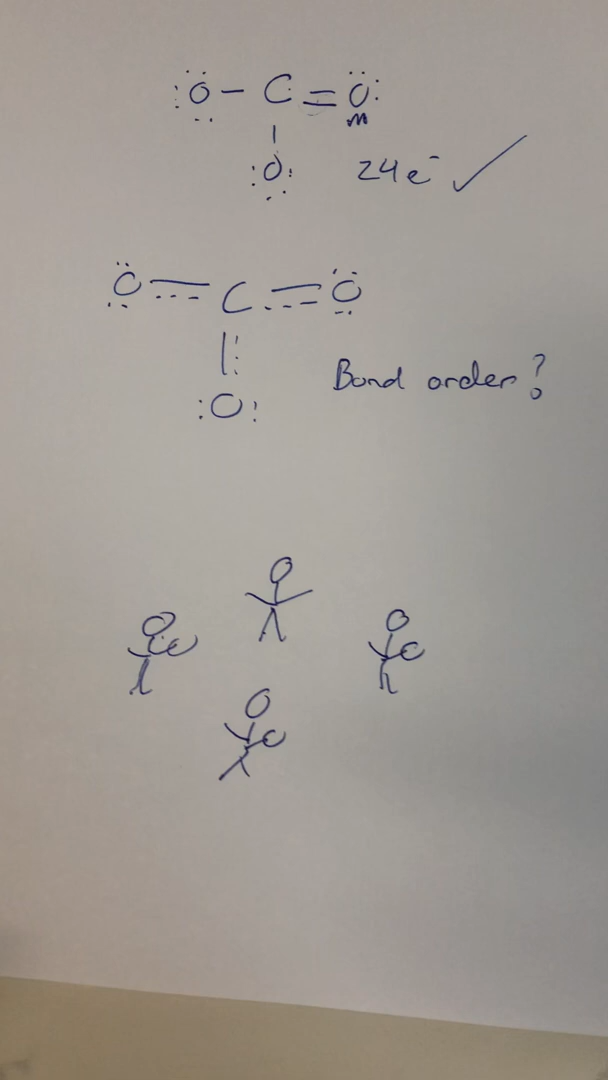 :Ö – C = Ö:
|
:O: 24e⁻ ✓
O C O
:O: Bond order?